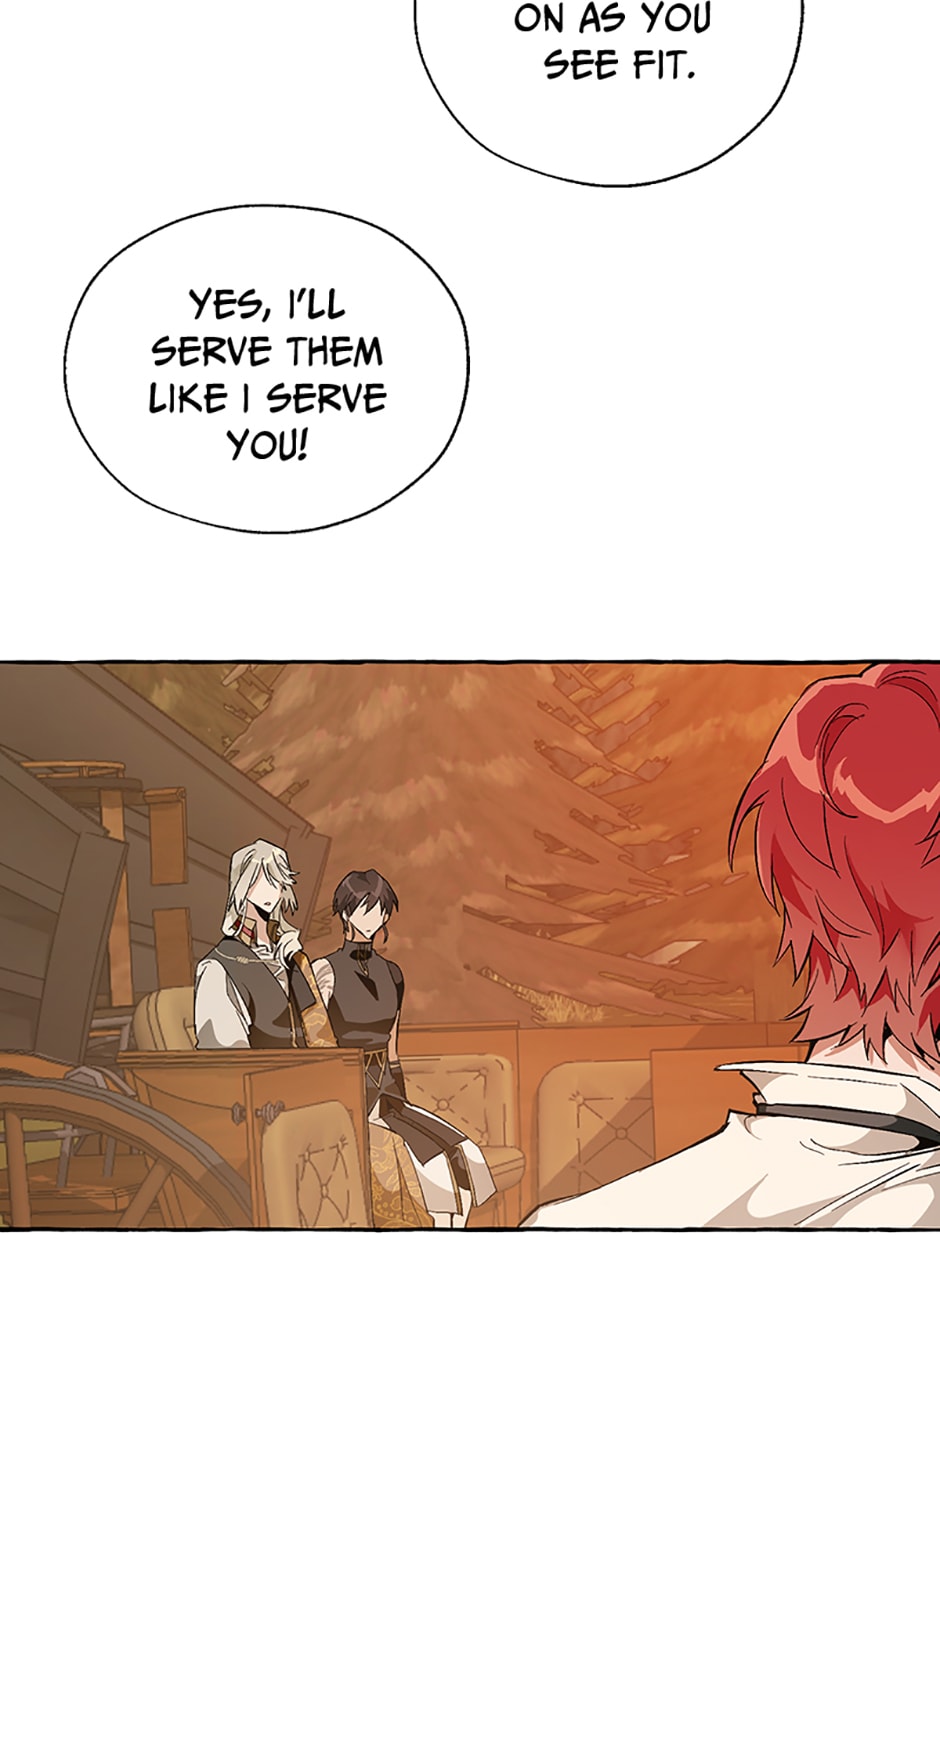 ON AS YOU
SEE FIT.
YES, I'LL
SERVE THEM
LIKE I SERVE
YOU!